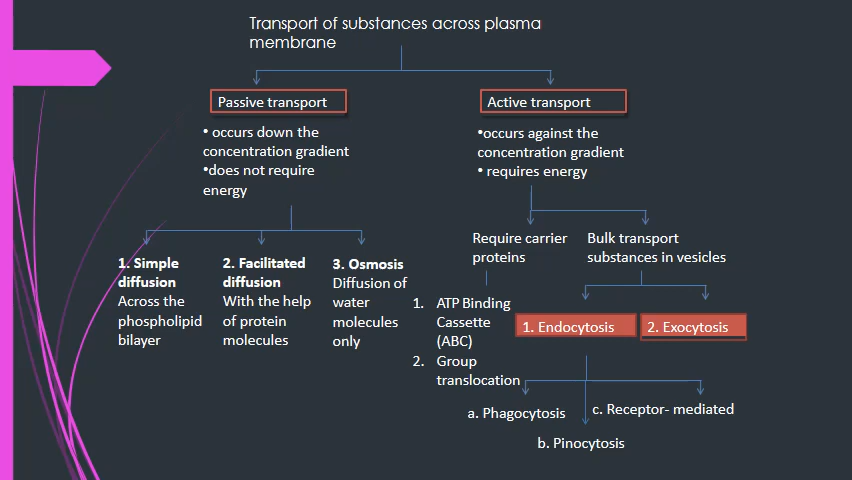 Transport of substances across plasma
membrane
Passive transport
• occurs down the
concentration gradient
•does not require
energy
1. Simple
diffusion
Across the
phospholipid
bilayer
2. Facilitated
diffusion
With the help
of protein
molecules
3. Osmosis
Diffusion of
water
molecules
only
Active transport
•occurs against the
concentration gradient
• requires energy
Require carrier
proteins
1. ATP Binding
Cassette
(ABC)
2. Group
translocation
Bulk transport
substances in vesicles
1. Endocytosis
2. Exocytosis
a. Phagocytosis
b. Pinocytosis
c. Receptor- mediated